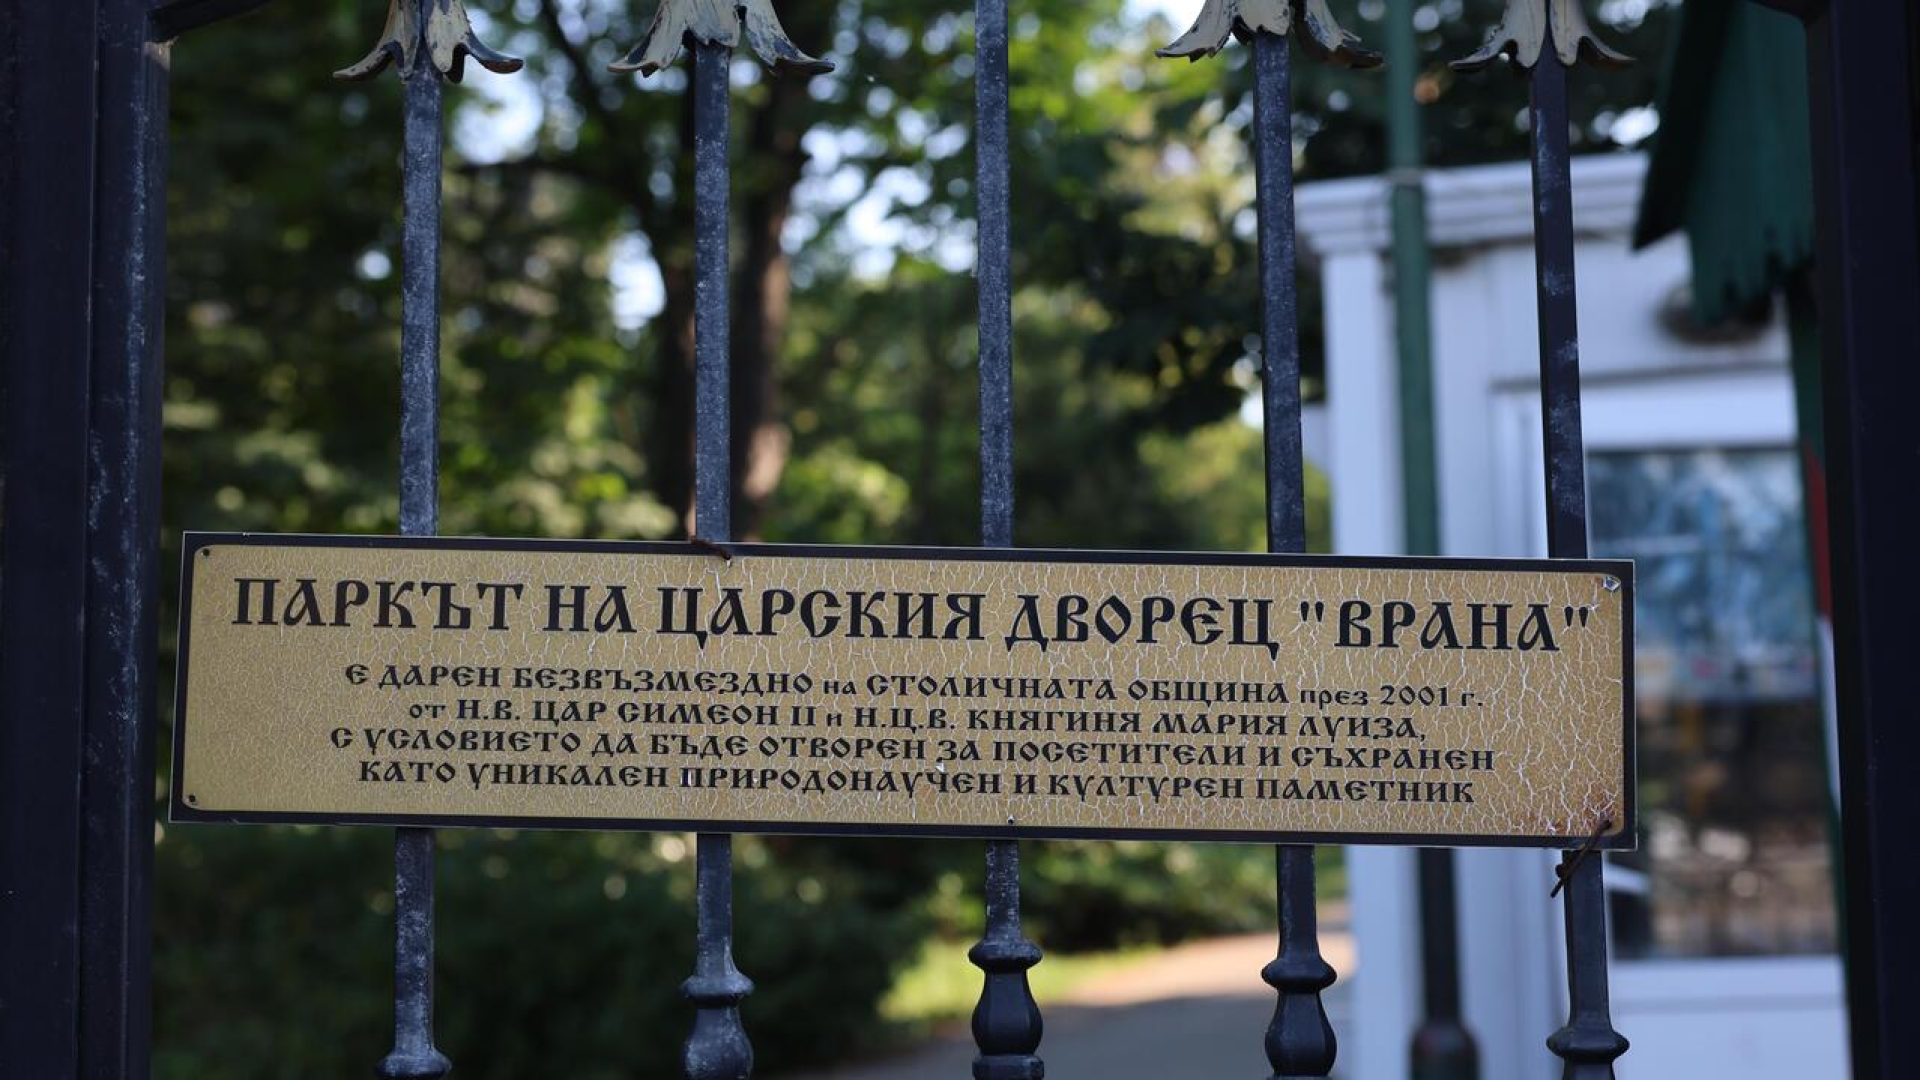 ПАРКЪТ НА ЦАРСКИЯ ДВОРЕЦ "ВРАНА"
Е ДАРЕН БЕЗВЪЗМЕЗДНО на СТОЛИЧНАТА ОБЩИНА през 2001 г.
от Н.В. ЦАР СИМЕОН II и Н.Ц.В. КНЯГИНЯ МАРИЯ ЛУИЗА,
С УСЛОВИЕТО ДА БЪДЕ ОТВОРЕН ЗА ПОСЕТИТЕЛИ И СЪХРАНЕН
КАТО УНИКАЛЕН ПРИРОДОНАУЧЕН И КУЛТУРЕН ПАМЕТНИК